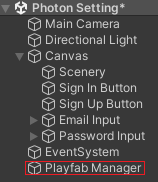 Photon Setting*
Main Camera
Directional Light
Canvas
Scenery
Sign In Button
Sign Up Button
Email Input
Password Input
EventSystem
Playfab Manager